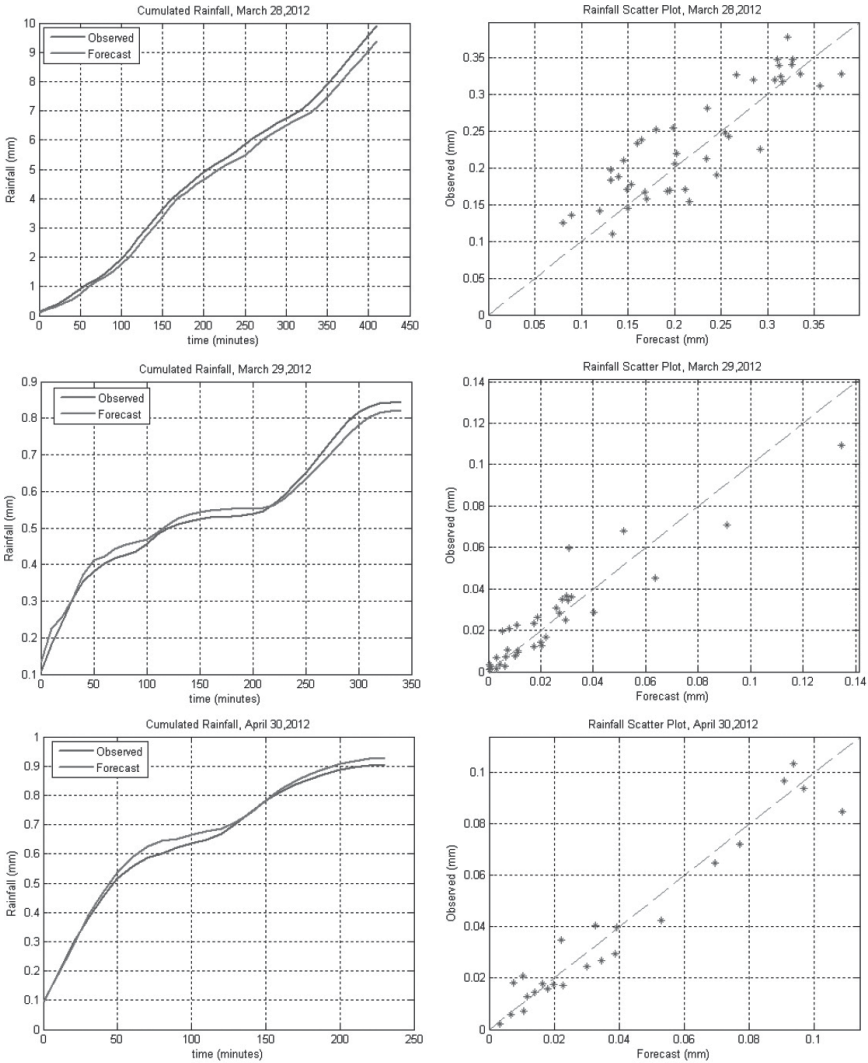 Cumulated Rainfall, March 28,2012
Observed
Forecast
Rainfall (mm)
10
9
8
7
6
5
4
3
2
1
0
0 50 100 150 200 250 300 350 400 450
time (minutes)
Rainfall Scatter Plot, March 28,2012
Observed (mm)
0.35
0.3
0.25
0.2
0.15
0.1
0.05
0
0.05 0.1 0.15 0.2 0.25 0.3 0.35
Forecast (mm)
Cumulated Rainfall, March 29,2012
Observed
Forecast
Rainfall (mm)
0.9
0.8
0.7
0.6
0.5
0.4
0.3
0.2
0.1
0 50 100 150 200 250 300 350
time (minutes)
Rainfall Scatter Plot, March 29,2012
Observed (mm)
0.14
0.12
0.1
0.08
0.06
0.04
0.02
0
0 0.02 0.04 0.06 0.08 0.1 0.12 0.14
Forecast (mm)
Cumulated Rainfall, April 30,2012
Observed
Forecast
Rainfall (mm)
1
0.9
0.8
0.7
0.6
0.5
0.4
0.3
0.2
0.1
0
0 50 100 150 200 250
time (minutes)
Rainfall Scatter Plot, April 30,2012
Observed (mm)
0.1
0.08
0.06
0.04
0.02
0
0 0.02 0.04 0.06 0.08 0.1
Forecast (mm)